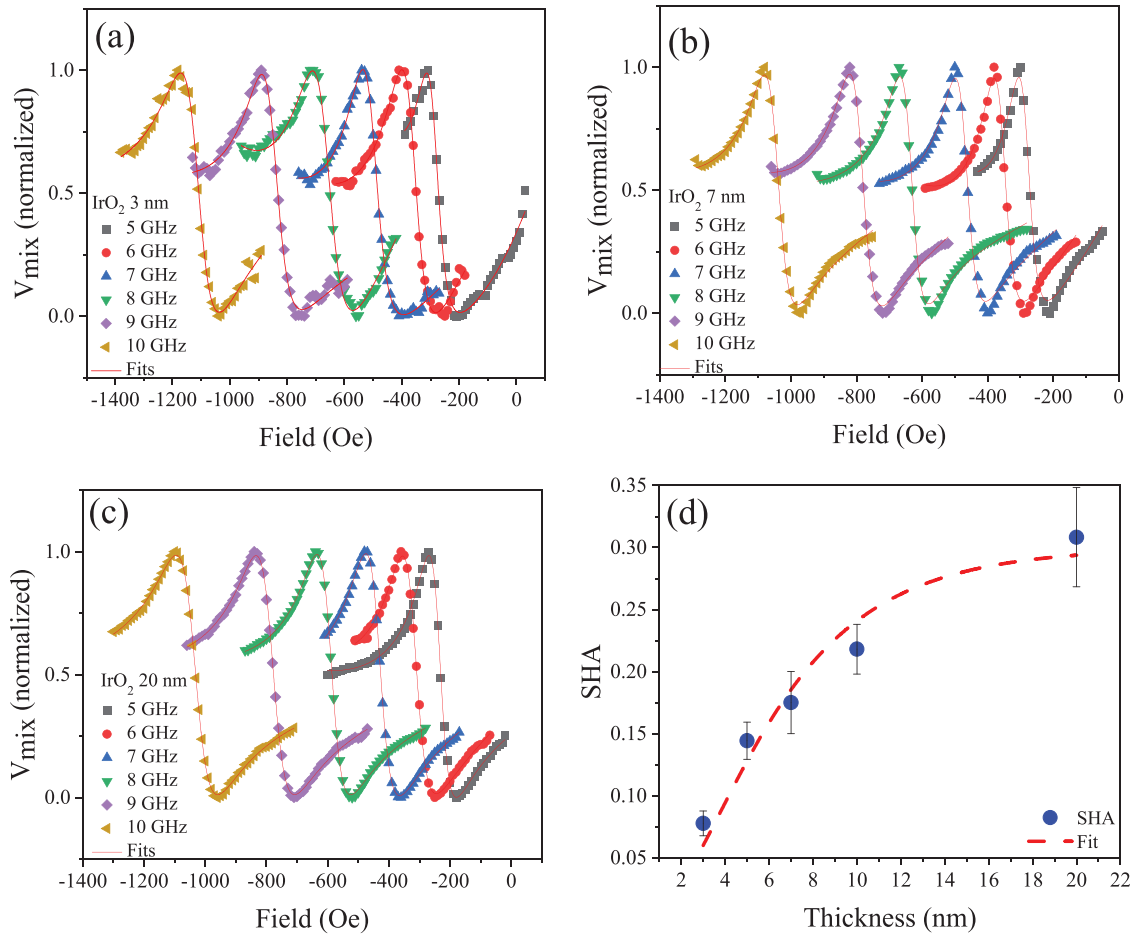 (a)
V_mix (normalized)
1.0
0.5
0.0
IrO₂ 3 nm
5 GHz
6 GHz
7 GHz
8 GHz
9 GHz
10 GHz
Fits
-1400 -1200 -1000 -800 -600 -400 -200 0
Field (Oe)
(b)
V_mix (normalized)
1.0
0.5
0.0
IrO₂ 7 nm
5 GHz
6 GHz
7 GHz
8 GHz
9 GHz
10 GHz
Fits
-1400 -1200 -1000 -800 -600 -400 -200 0
Field (Oe)
(c)
V_mix (normalized)
1.0
0.5
0.0
IrO₂ 20 nm
5 GHz
6 GHz
7 GHz
8 GHz
9 GHz
10 GHz
Fits
-1400 -1200 -1000 -800 -600 -400 -200 0
Field (Oe)
(d)
SHA
0.35
0.30
0.25
0.20
0.15
0.10
0.05
SHA
Fit
2 4 6 8 10 12 14 16 18 20 22
Thickness (nm)